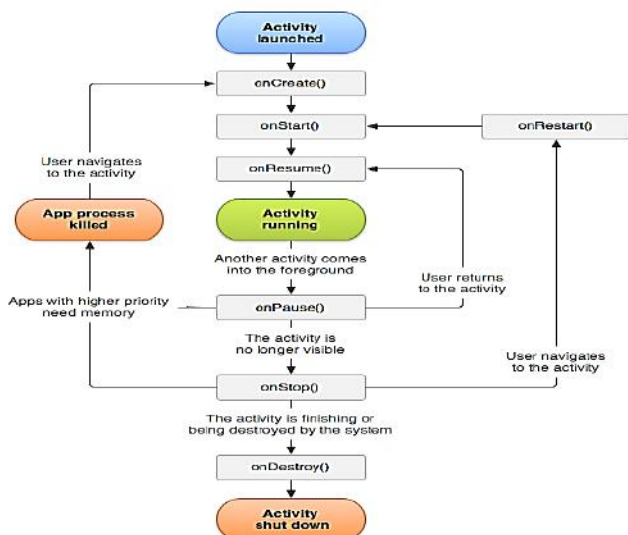 Activity
launched
onCreate()
onStart()
onRestart()
User navigates
to the activity
onResume()
App process
killed
Activity
running
Another activity comes
into the foreground
User returns
to the activity
Apps with higher priority
need memory
onPause()
The activity is
no longer visible
User navigates
to the activity
onStop()
The activity is finishing or
being destroyed by the system
onDestroy()
Activity
shut down